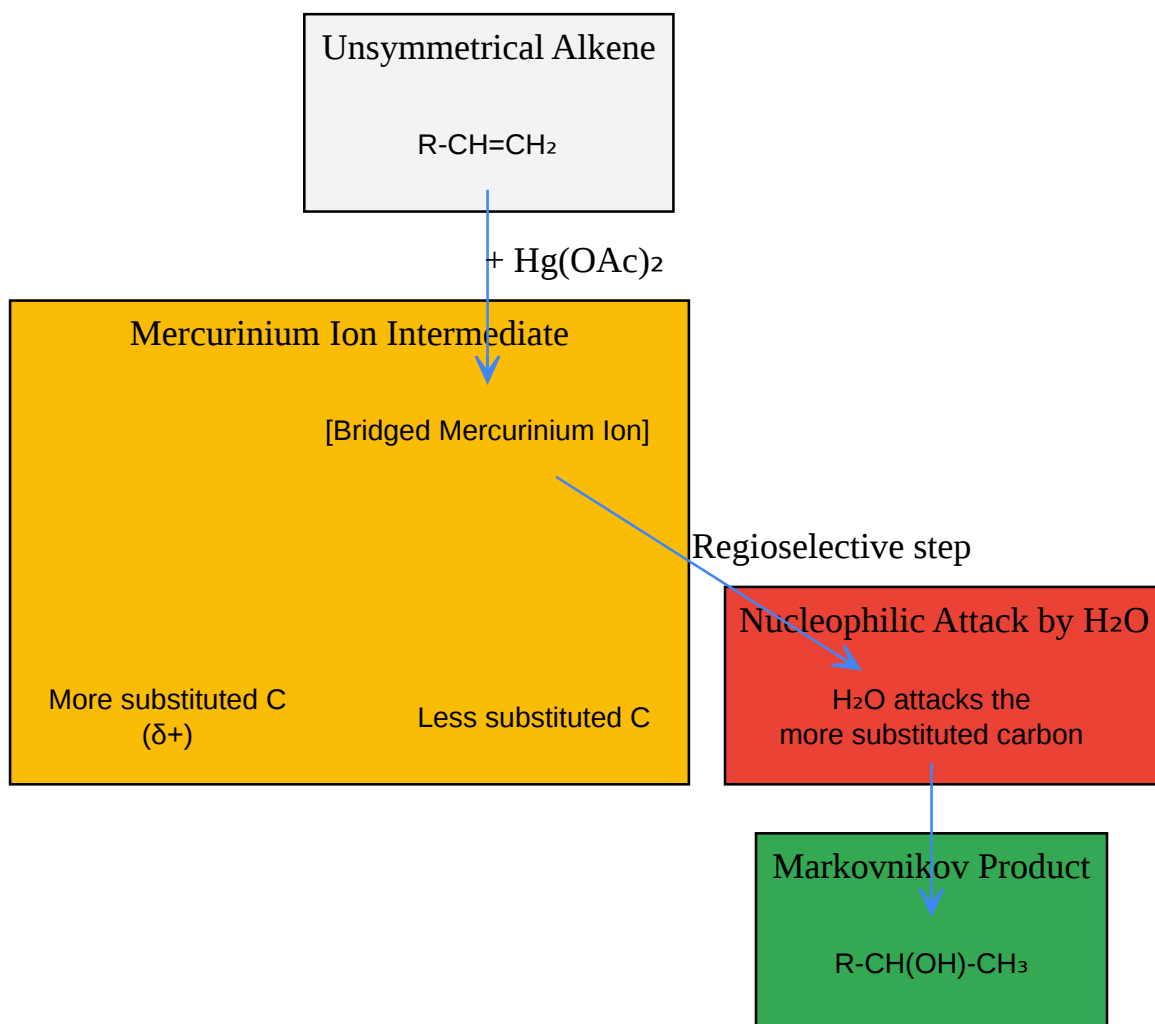 Unsymmetrical Alkene
R-CH=CH₂
+ Hg(OAc)₂
Mercurinium Ion Intermediate
[Bridged Mercurinium Ion]
Regioselective step
Nucleophilic Attack by H₂O
More substituted C
(δ+)
Less substituted C
H₂O attacks the
more substituted carbon
Markovnikov Product
R-CH(OH)-CH₃